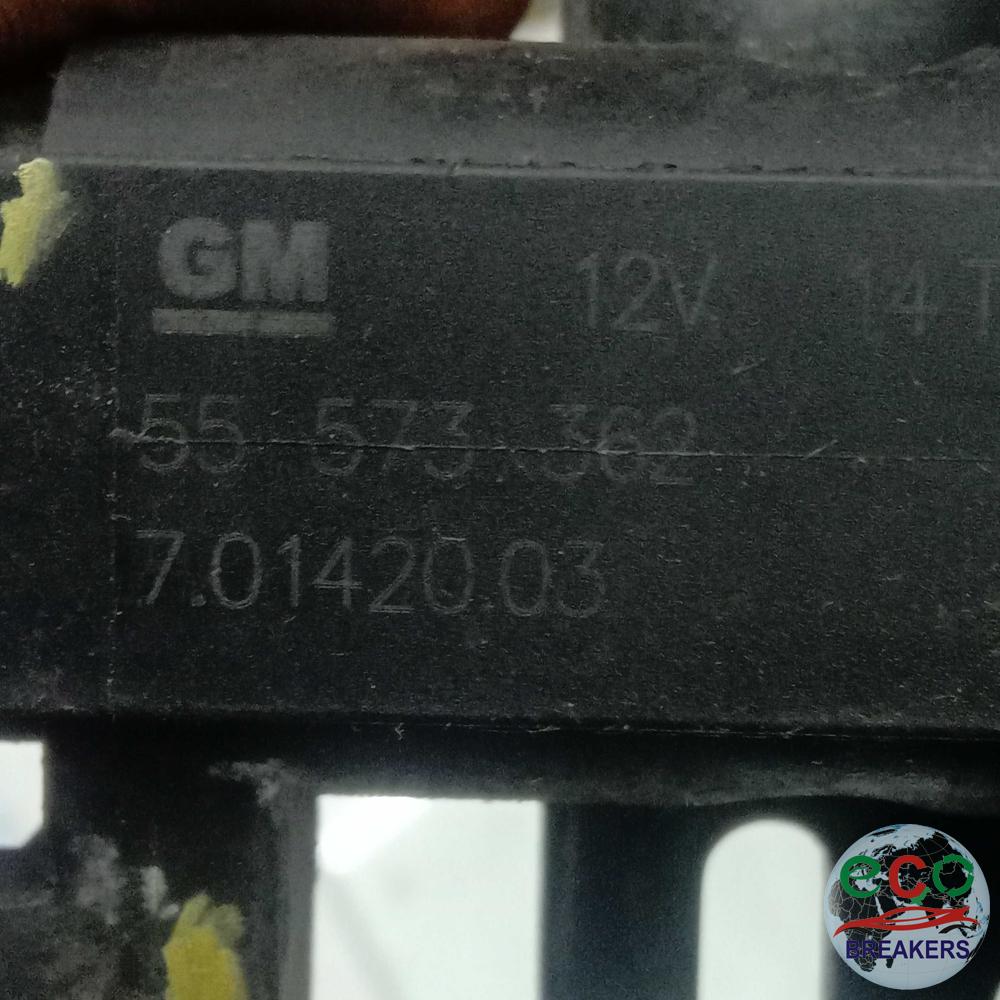 GM
12V 14 T
55 573 362
7.01420.03
eco
BREAKERS